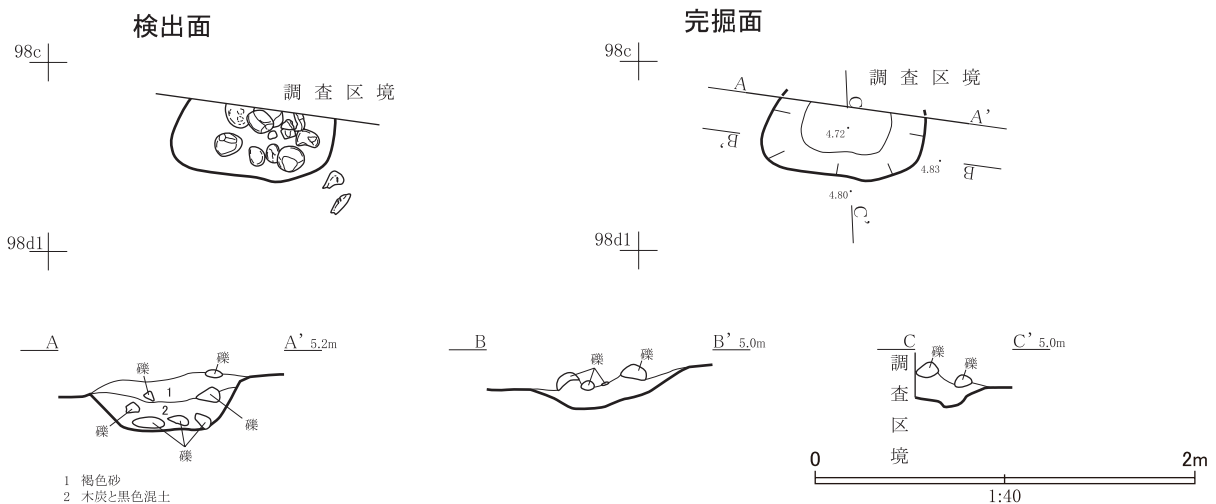 検出面
完掘面
98c
98c
調査区境
調査区境
A
C
A'
4.72
B'
B
4.83
4.80
C'
98d1
98d1
A
A' 5.2m
B
B' 5.0m
C
C' 5.0m
礫
礫
礫
礫
礫
礫
礫
礫
礫
1
2
礫
調査区境
1 褐色砂
2 木炭と黒色混土
0
2m
1:40